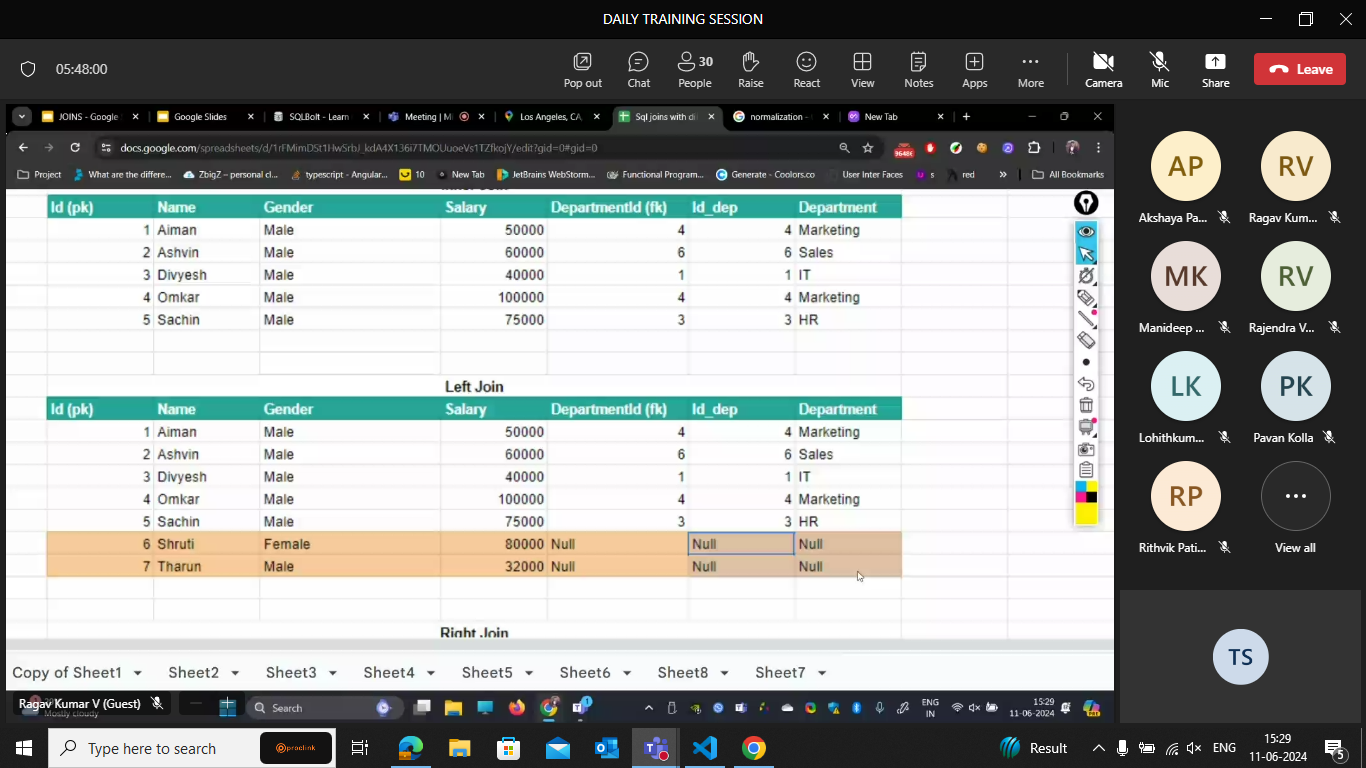 DAILY TRAINING SESSION
05:48:00
Pop out
Chat
30
People
Raise
React
View
Notes
Apps
More
Camera
Mic
Share
Leave
JOINS - Google
Google Slides
SQLBolt - Learn
Meeting | M
Los Angeles, CA
Sql joins with di
normalization -
New Tab
docs.google.com/spreadsheets/d/1rFMimDSt1HwSrbJ_kdA4X136i7TMOUuoeVs1TZfkojY/edit?gid=0#gid=0
Project
What are the differe...
ZbigZ – personal cl...
typescript - Angular...
10
New Tab
JetBrains WebStorm...
Functional Program...
Generate - Coolors.co
User Inter Faces
s
red
»
All Bookmarks
Id (pk) Name Gender Salary DepartmentId (fk) Id_dep Department
1 Aiman Male 50000 4 4 Marketing
2 Ashvin Male 60000 6 6 Sales
3 Divyesh Male 40000 1 1 IT
4 Omkar Male 100000 4 4 Marketing
5 Sachin Male 75000 3 3 HR
Left Join
Id (pk) Name Gender Salary DepartmentId (fk) Id_dep Department
1 Aiman Male 50000 4 4 Marketing
2 Ashvin Male 60000 6 6 Sales
3 Divyesh Male 40000 1 1 IT
4 Omkar Male 100000 4 4 Marketing
5 Sachin Male 75000 3 3 HR
6 Shruti Female 80000 Null Null Null
7 Tharun Male 32000 Null Null Null
Right Join
Copy of Sheet1 Sheet2 Sheet3 Sheet4 Sheet5 Sheet6 Sheet8 Sheet7
Ragav Kumar V (Guest)
Mostly cloudy
Search
ENG
IN
15:29
11-06-2024
AP
Akshaya Pa...
RV
Ragav Kum...
MK
Manideep ...
RV
Rajendra V...
LK
Lohithkum...
PK
Pavan Kolla
RP
Rithvik Pati...
View all
TS
Type here to search
proclink
Result
ENG
15:29
11-06-2024
5